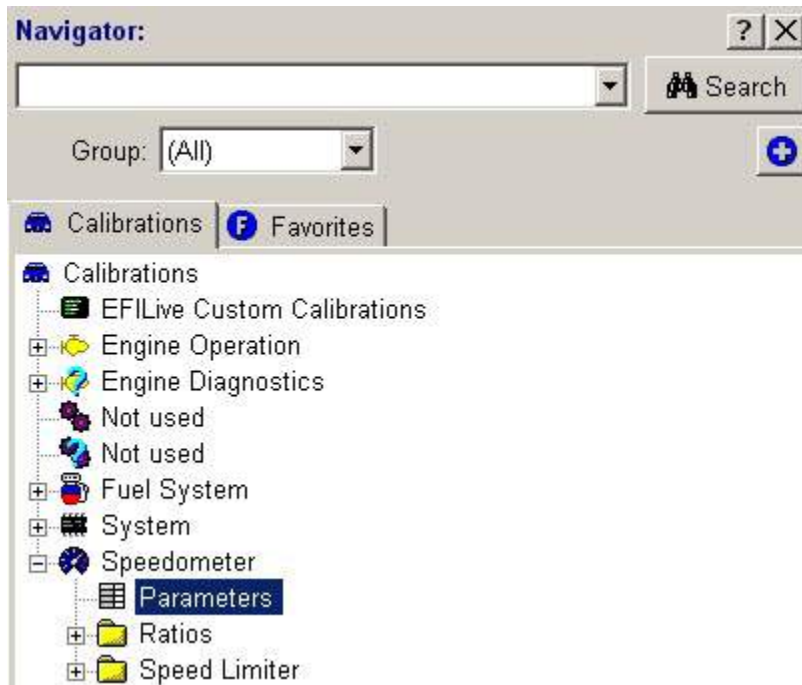 Navigator:
? X
Search
Group: (All)
Calibrations F Favorites
Calibrations
EFILive Custom Calibrations
Engine Operation
Engine Diagnostics
Not used
Not used
Fuel System
System
Speedometer
Parameters
Ratios
Speed Limiter